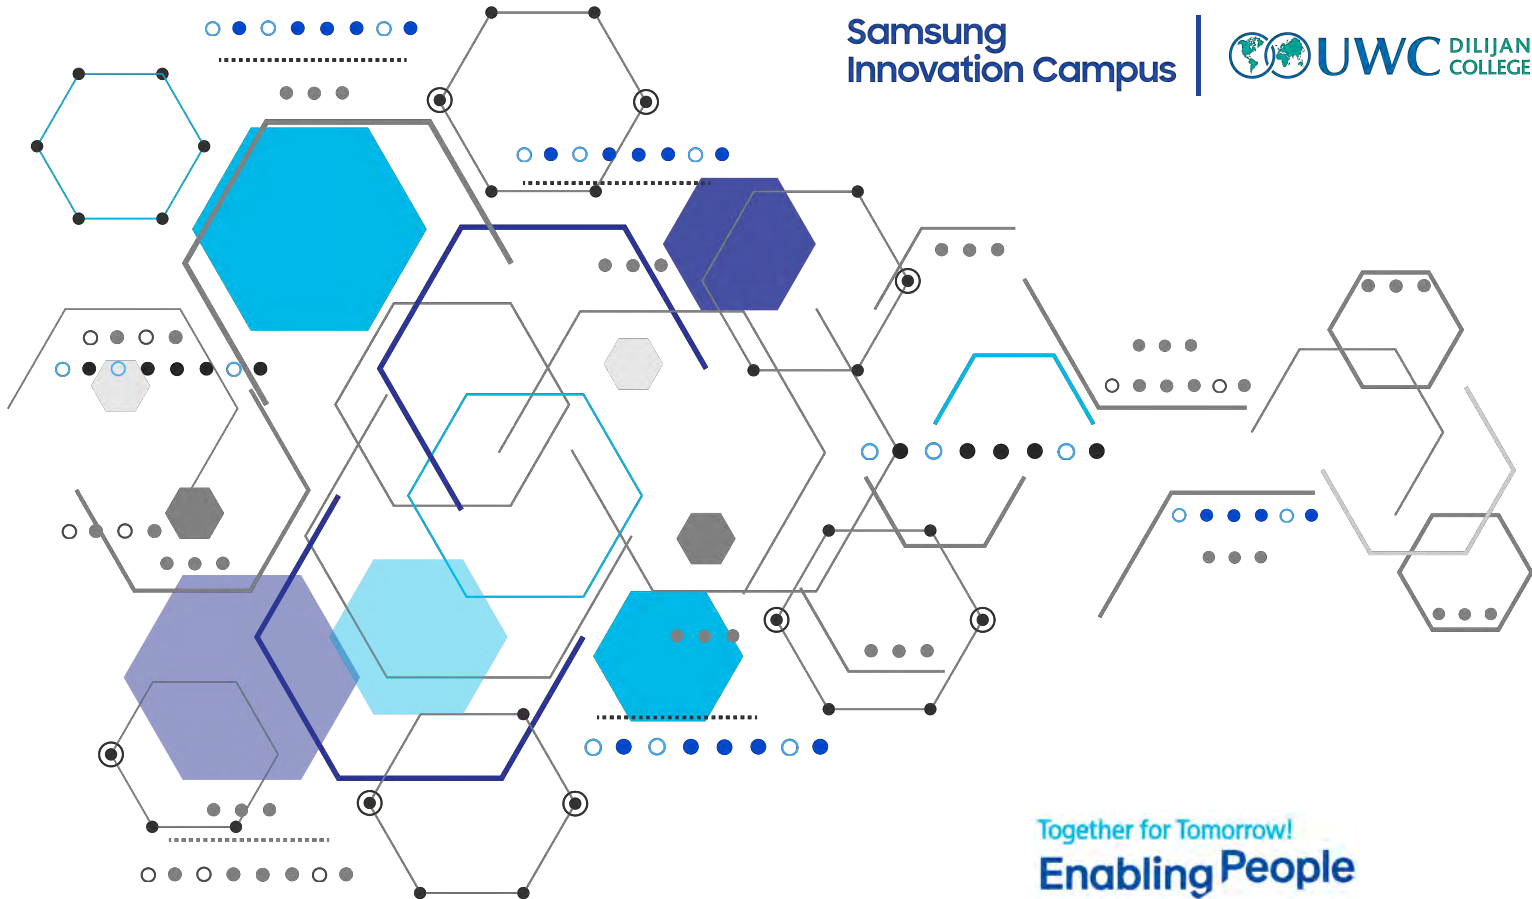 Samsung
Innovation Campus
UWC DILIJAN
COLLEGE
Together for Tomorrow!
Enabling People